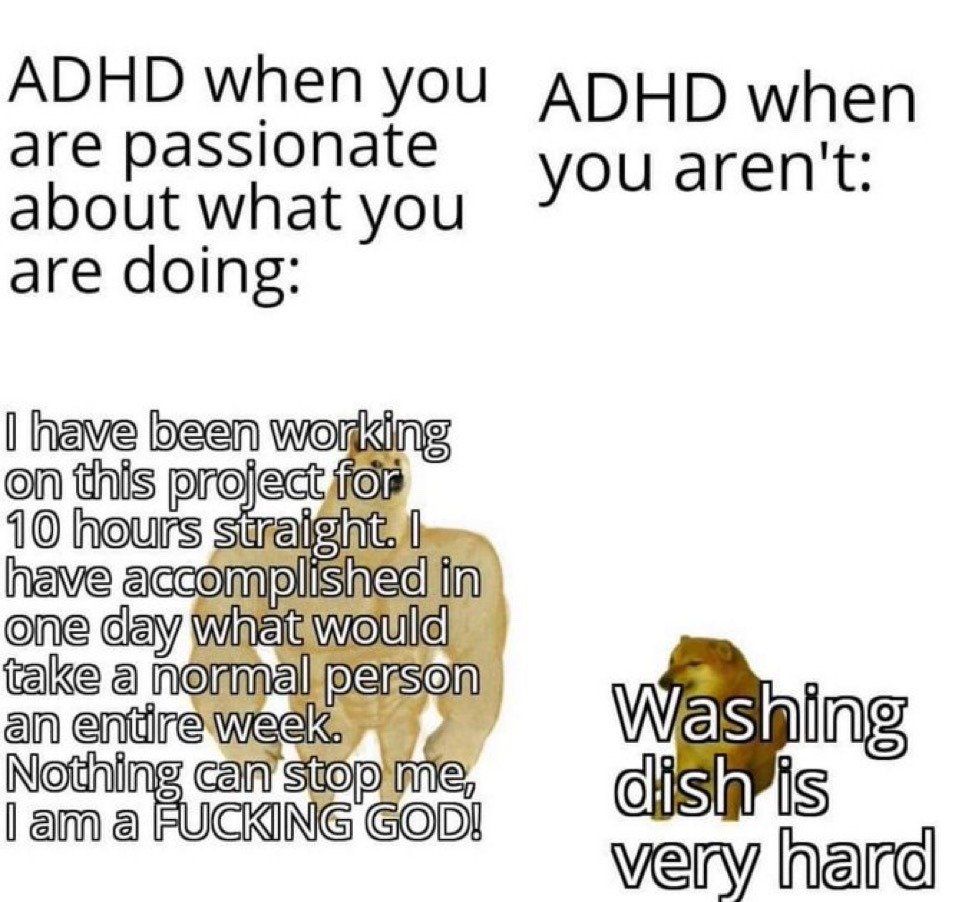 ADHD when you
are passionate
about what you
are doing:
ADHD when
you aren't:
I have been working
on this project for
10 hours straight. I
have accomplished in
one day what would
take a normal person
an entire week.
Nothing can stop me,
I am a FUCKING GOD!
Washing
dish is
very hard